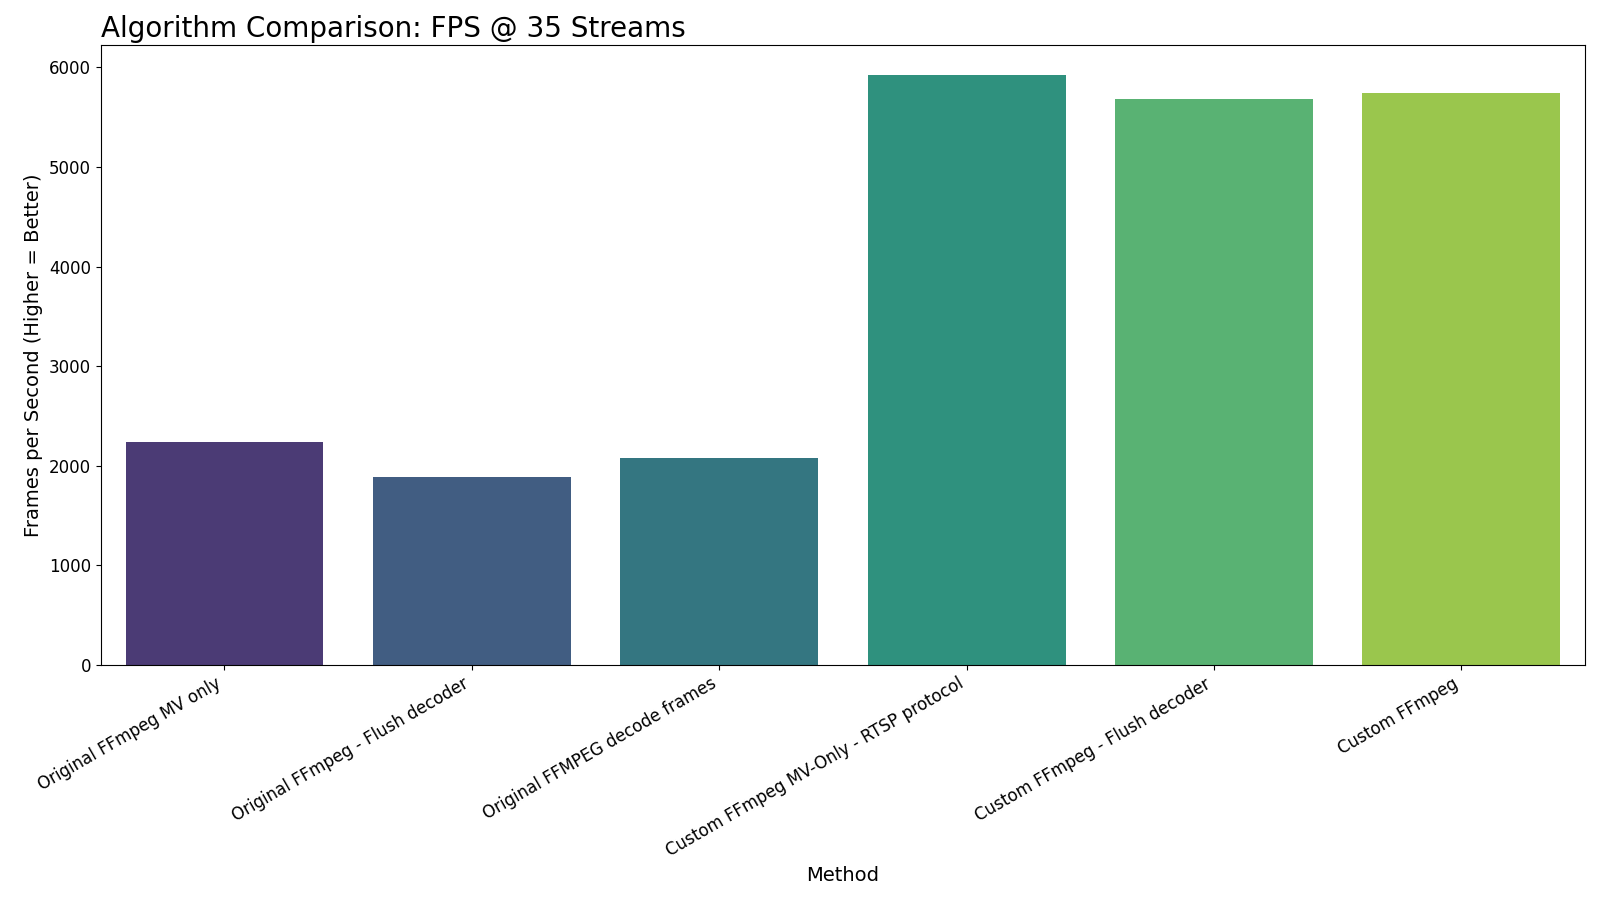 Algorithm Comparison: FPS @ 35 Streams
Frames per Second (Higher = Better)
6000
5000
4000
3000
2000
1000
0
Original FFmpeg MV only
Original FFmpeg - Flush decoder
Original FFMPEG decode frames
Custom FFmpeg MV-Only - RTSP protocol
Custom FFmpeg - Flush decoder
Custom FFmpeg
Method